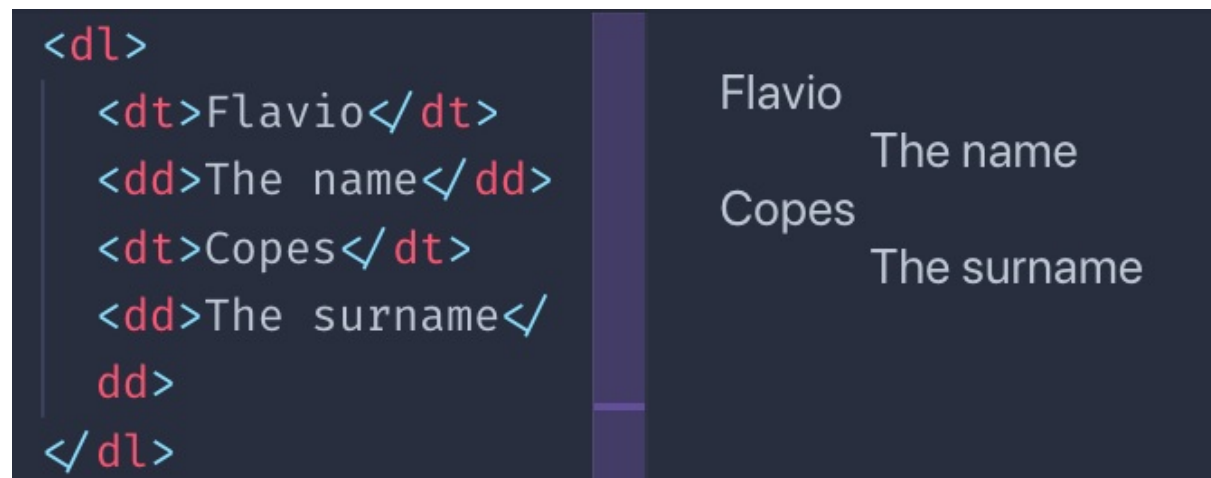 <dl>
<dt>Flavio</dt>
<dd>The name</dd>
<dt>Copes</dt>
<dd>The surname</
dd>
</dl>
Flavio
The name
Copes
The surname